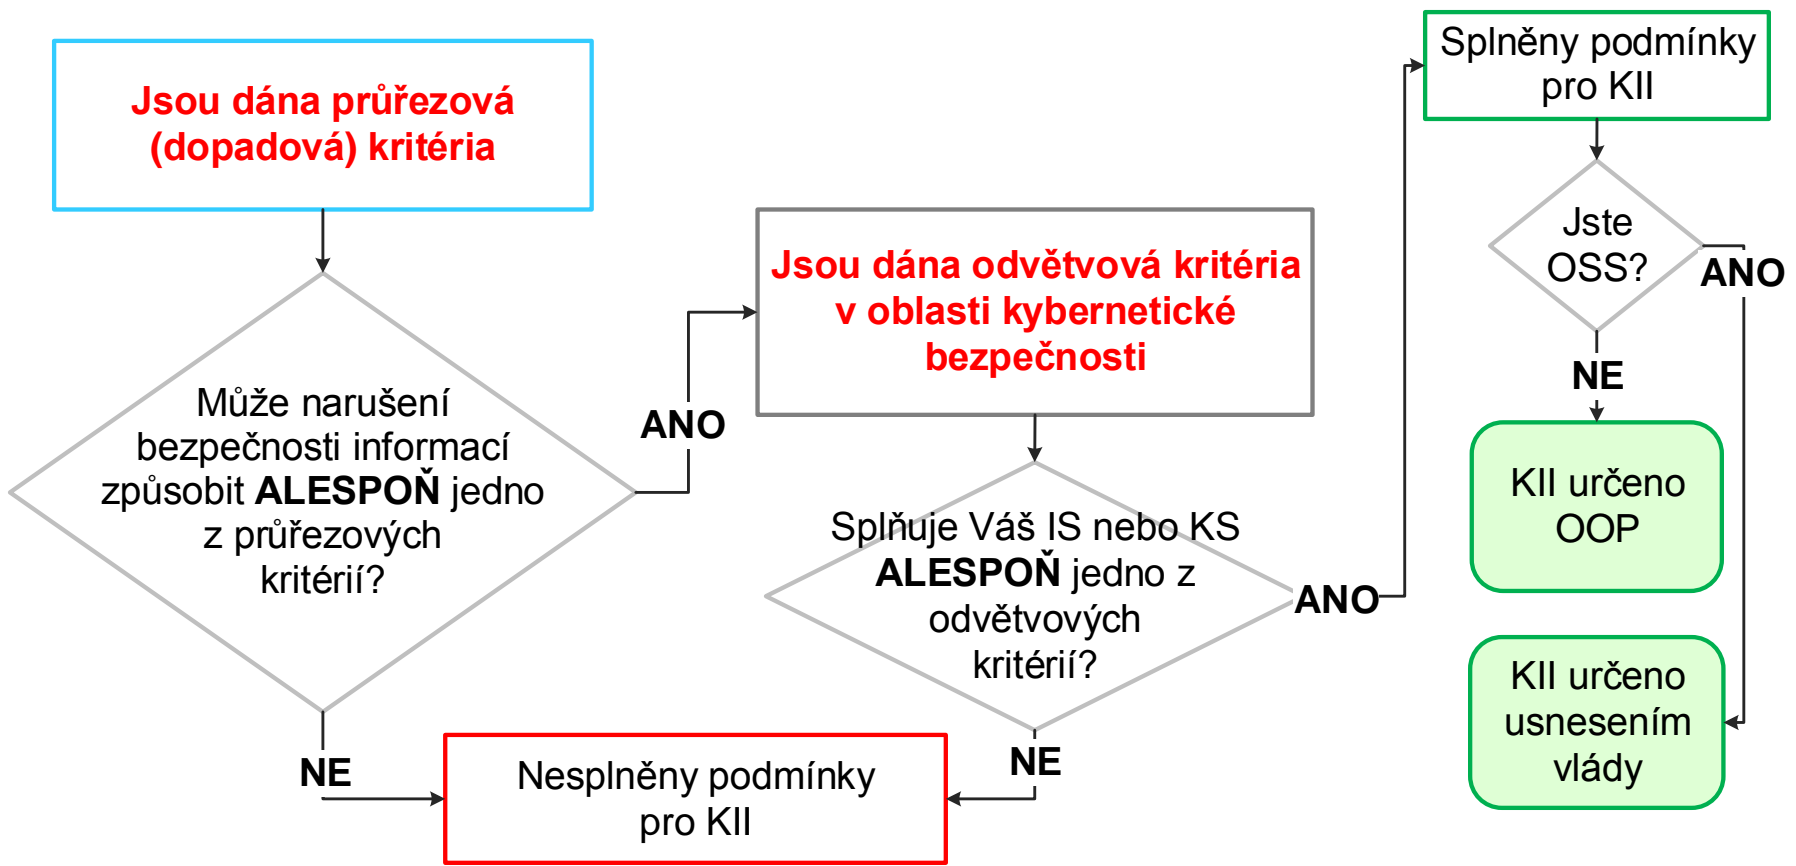 Jsou dána průřezová
(dopadová) kritéria
Může narušení
bezpečnosti informací
způsobit ALESPOŇ jedno
z průřezových
kritérií?
ANO
NE
Jsou dána odvětvová kritéria
v oblasti kybernetické
bezpečnosti
Splňuje Váš IS nebo KS
ALESPOŇ jedno z
odvětvových
kritérií?
ANO
NE
Nesplněny podmínky
pro KII
Splněny podmínky
pro KII
Jste
OSS?
ANO
NE
KII určeno
OOP
KII určeno
usnesením
vlády